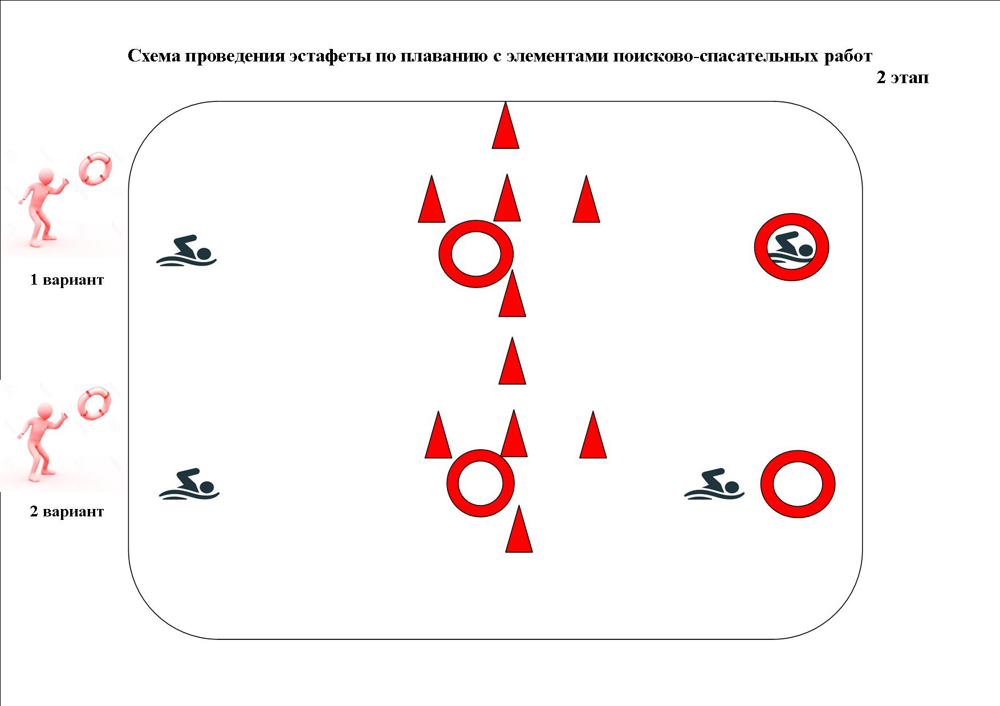 Схема проведения эстафеты по плаванию с элементами поисково-спасательных работ
2 этап
1 вариант
2 вариант